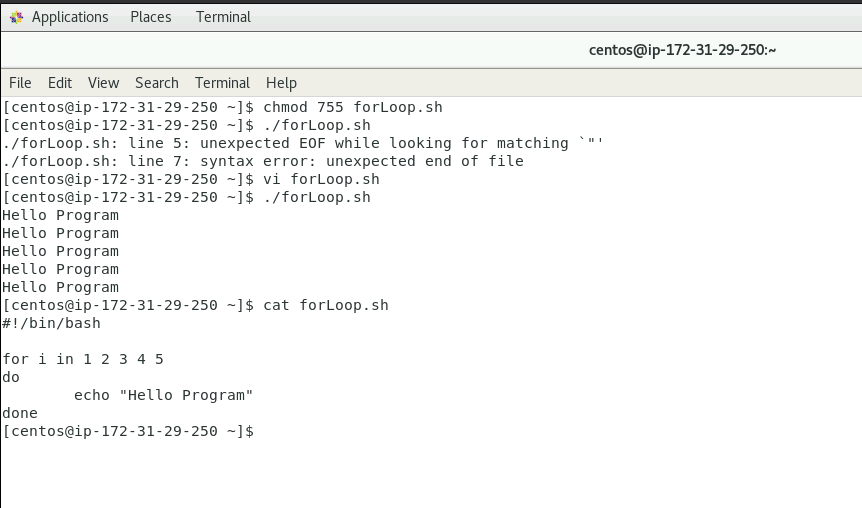 Applications Places Terminal
centos@ip-172-31-29-250:~
File Edit View Search Terminal Help
[centos@ip-172-31-29-250 ~]$ chmod 755 forLoop.sh
[centos@ip-172-31-29-250 ~]$ ./forLoop.sh
./forLoop.sh: line 5: unexpected EOF while looking for matching `"'
./forLoop.sh: line 7: syntax error: unexpected end of file
[centos@ip-172-31-29-250 ~]$ vi forLoop.sh
[centos@ip-172-31-29-250 ~]$ ./forLoop.sh
Hello Program
Hello Program
Hello Program
Hello Program
Hello Program
[centos@ip-172-31-29-250 ~]$ cat forLoop.sh
#!/bin/bash

for i in 1 2 3 4 5
do
        echo "Hello Program"
done
[centos@ip-172-31-29-250 ~]$